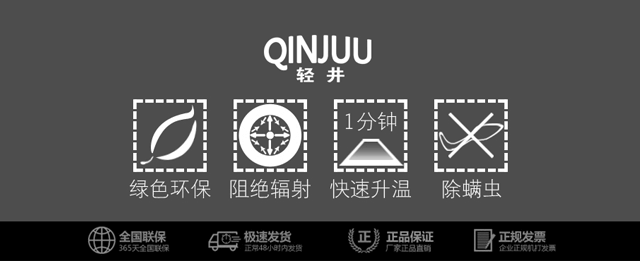 QINJUU
轻井
1分钟
绿色环保 阻绝辐射 快速升温 除螨虫
全国联保 极速发货 正 正品保证 正规发票
365天全国联保 正常48小时内发货 厂家正品直销 企业正规机打发票